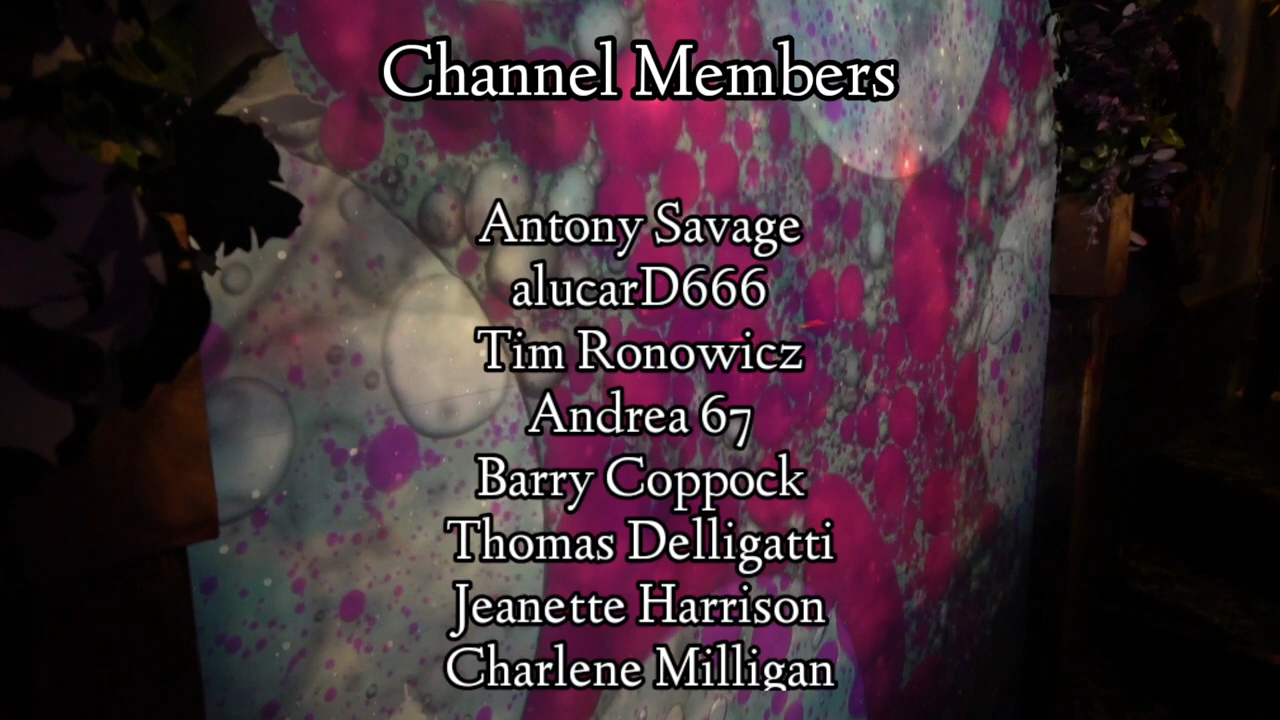 Channel Members
Antony Savage
alucarD666
Tim Ronowicz
Andrea 67
Barry Coppock
Thomas Delligatti
Jeanette Harrison
Charlene Milligan